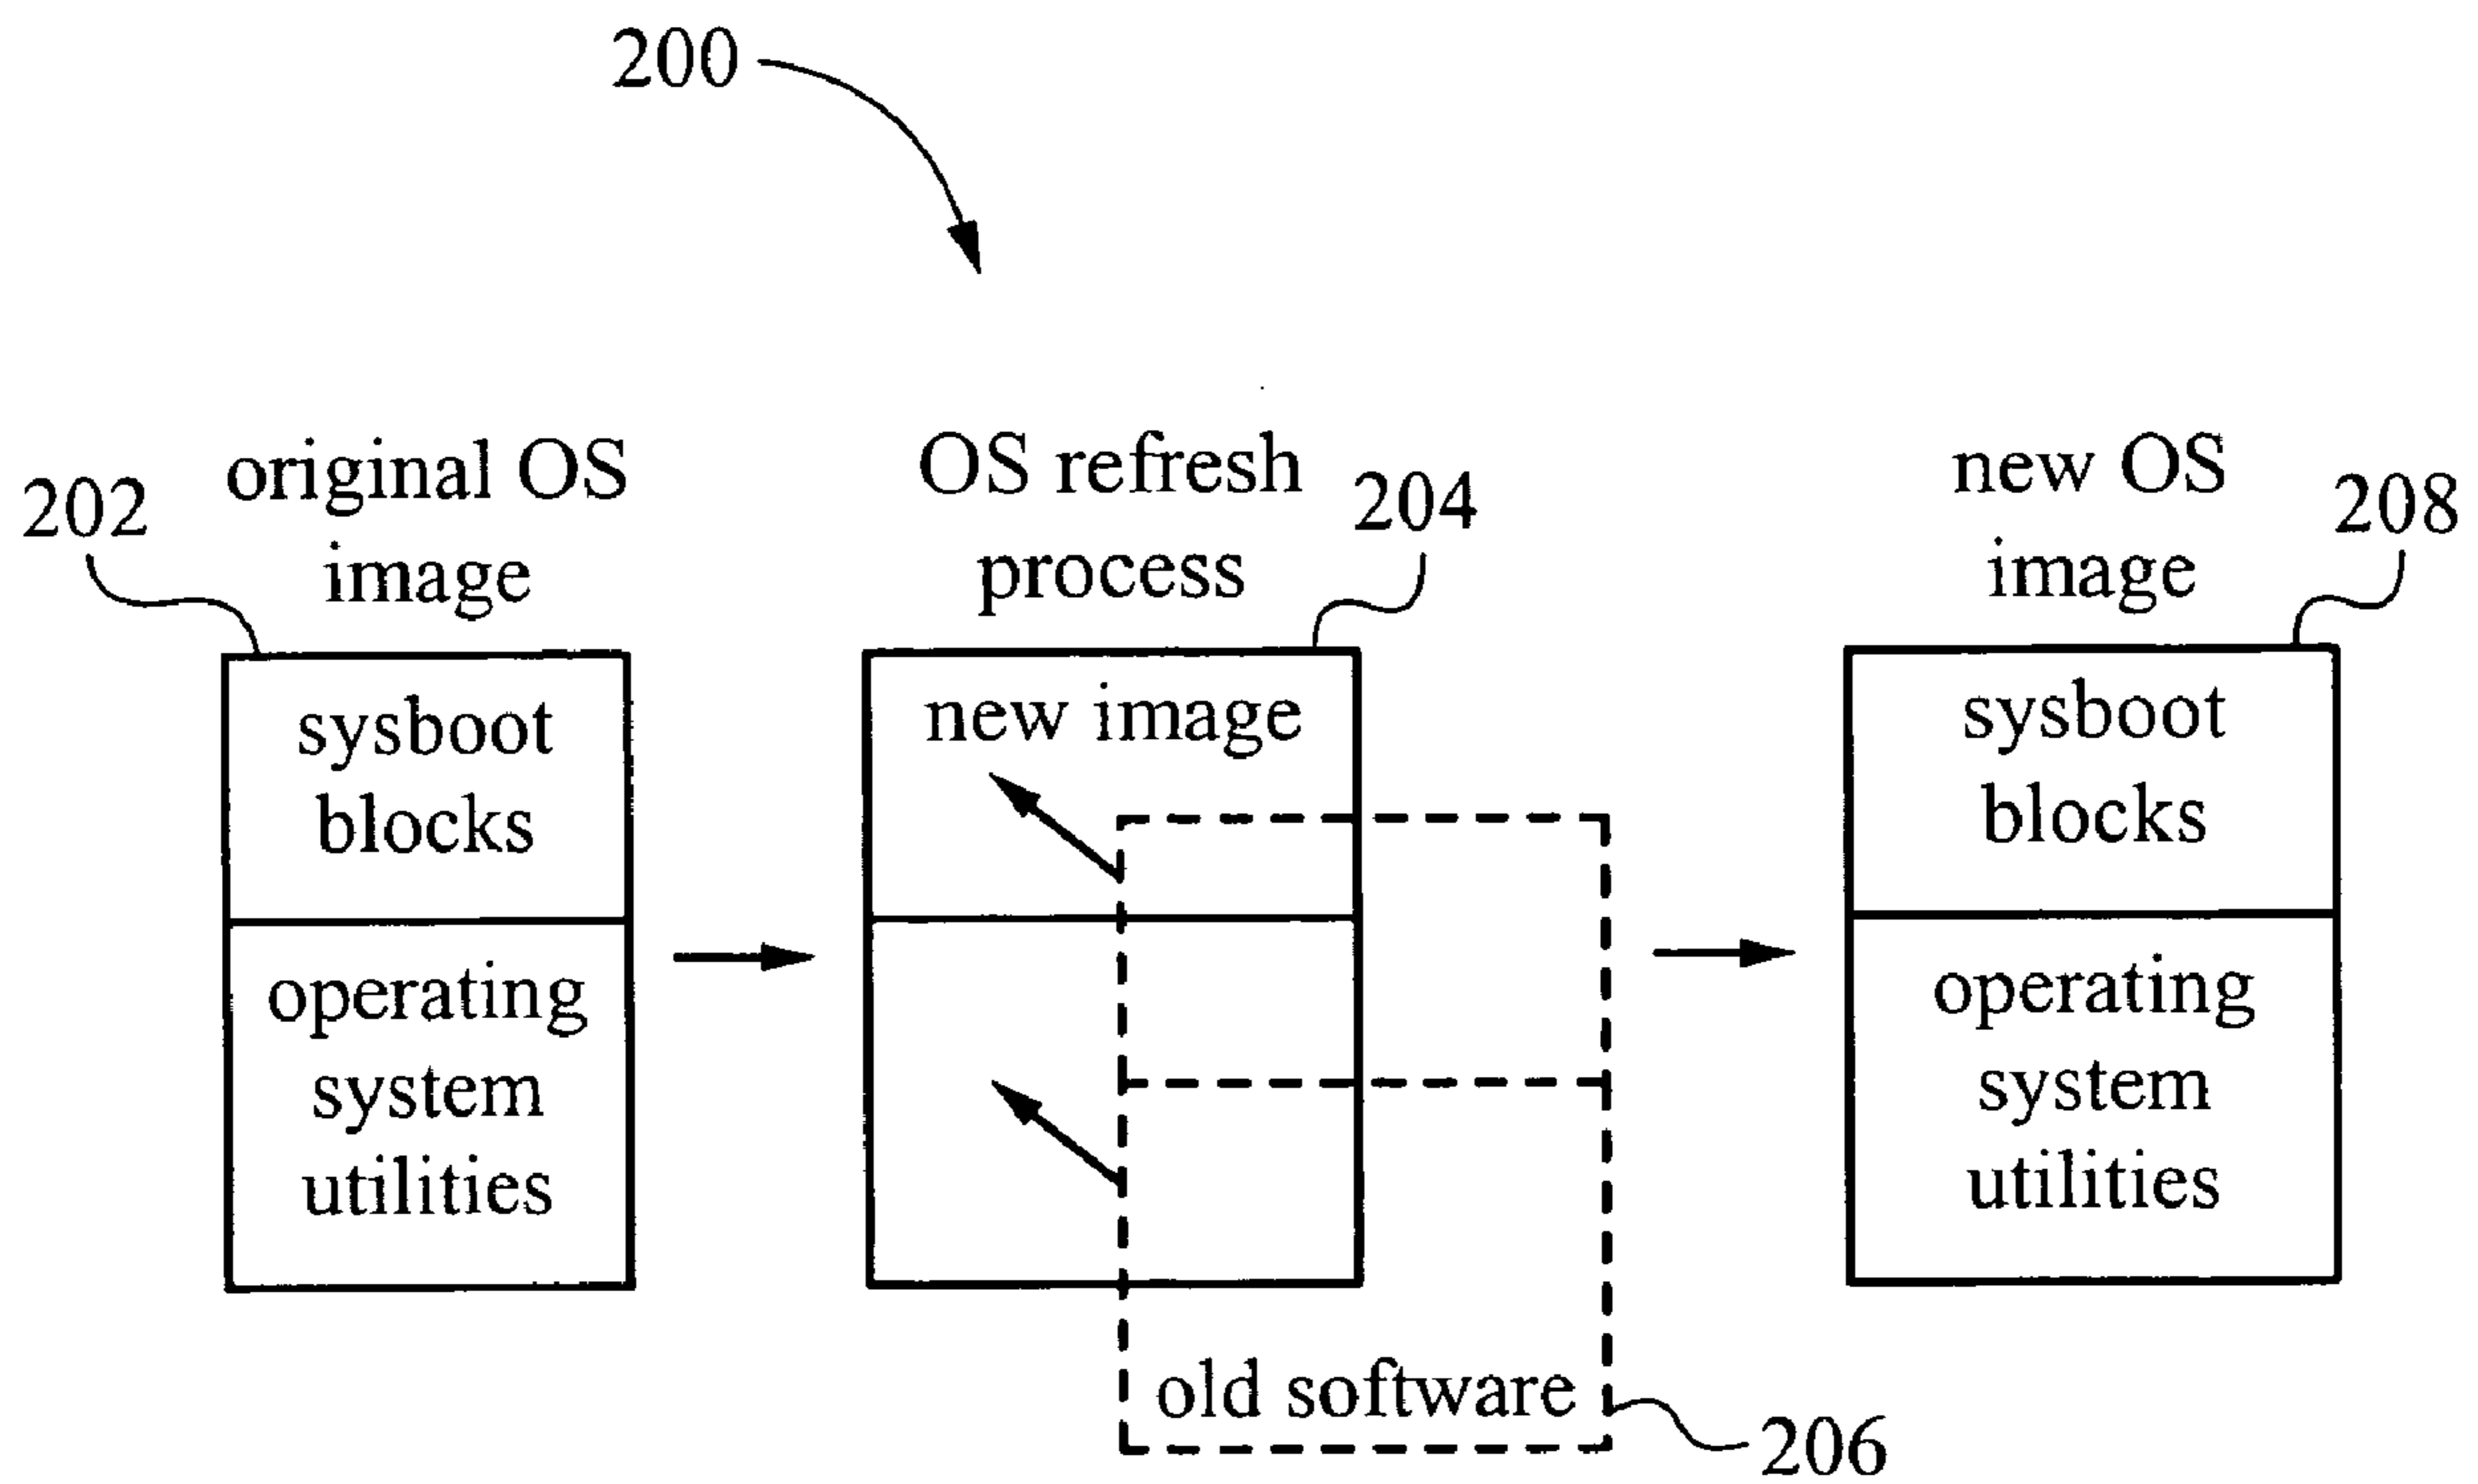 200
original OS
image
202
OS refresh
process
204
new OS
image
208
sysboot
blocks
operating
system
utilities
new image
old software
206
sysboot
blocks
operating
system
utilities